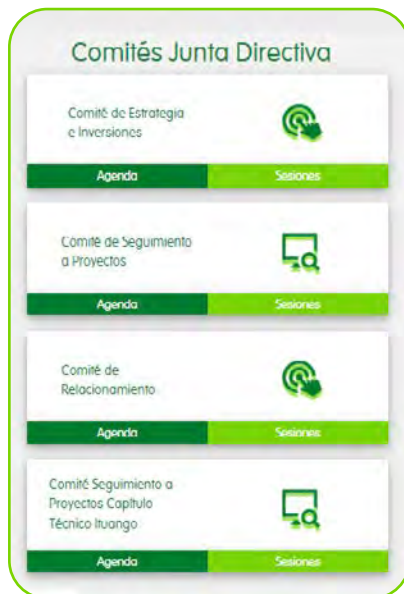 Comités Junta Directiva
Comité de Estrategia
e Inversiones
Agenda Sesiones
Comité de Seguimiento
a Proyectos
Agenda Sesiones
Comité de
Relacionamiento
Agenda Sesiones
Comité Seguimiento a
Proyectos Capítulo
Técnico Ituango
Agenda Sesiones